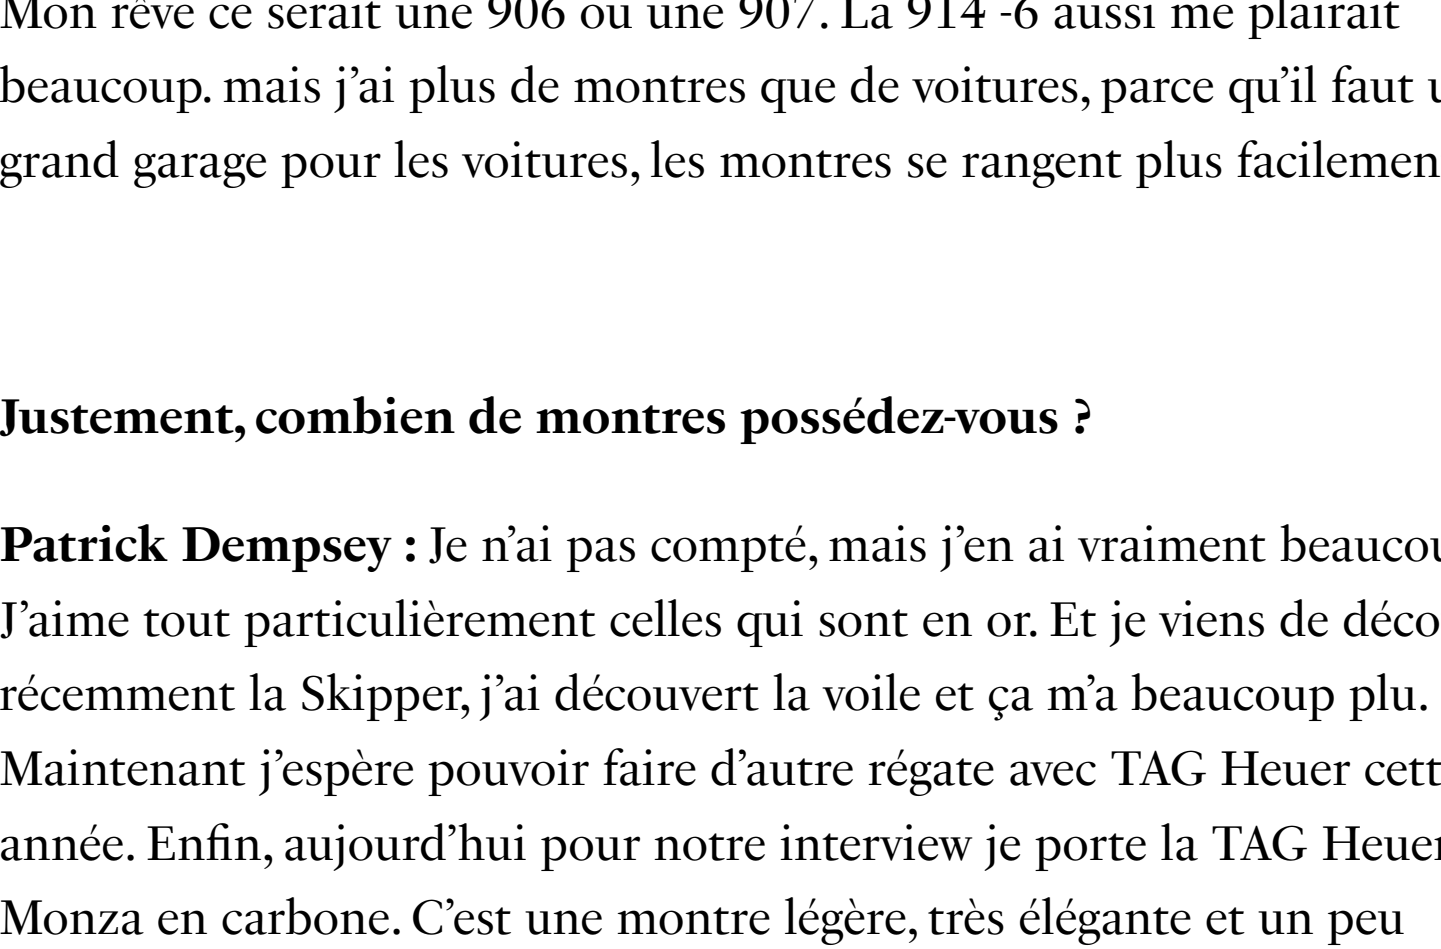 Mon rêve ce serait une 906 ou une 907. La 914 -6 aussi me plairait
beaucoup. mais j’ai plus de montres que de voitures, parce qu’il faut
grand garage pour les voitures, les montres se rangent plus facilemen
Justement, combien de montres possédez-vous ?
Patrick Dempsey : Je n’ai pas compté, mais j’en ai vraiment beaucou
J’aime tout particulièrement celles qui sont en or. Et je viens de déco
récemment la Skipper, j’ai découvert la voile et ça m’a beaucoup plu.
Maintenant j’espère pouvoir faire d’autre régate avec TAG Heuer cett
année. Enfin, aujourd’hui pour notre interview je porte la TAG Heuer
Monza en carbone. C’est une montre légère, très élégante et un peu